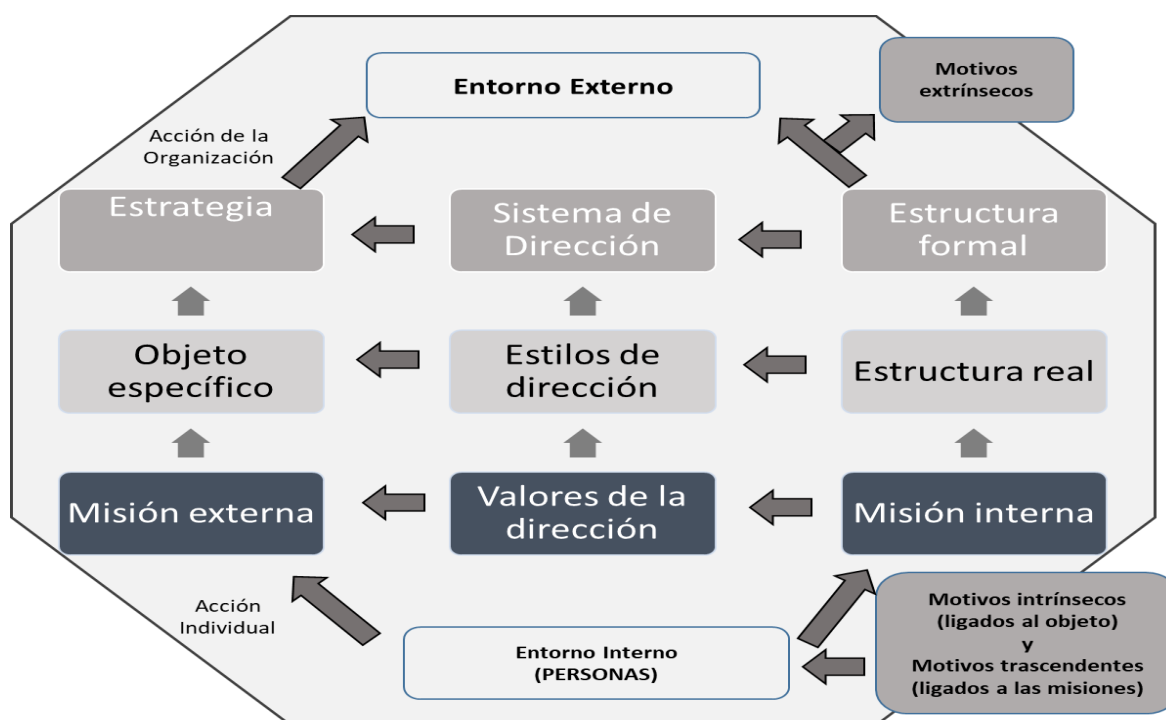 Entorno Externo
Motivos
extrínsecos
Acción de la
Organización
Estrategia
Sistema de
Dirección
Estructura
formal
Objeto
específico
Estilos de
dirección
Estructura real
Misión externa
Valores de la
dirección
Misión interna
Acción
Individual
Entorno Interno
(PERSONAS)
Motivos intrínsecos
(ligados al objeto)
y
Motivos trascendentes
(ligados a las misiones)